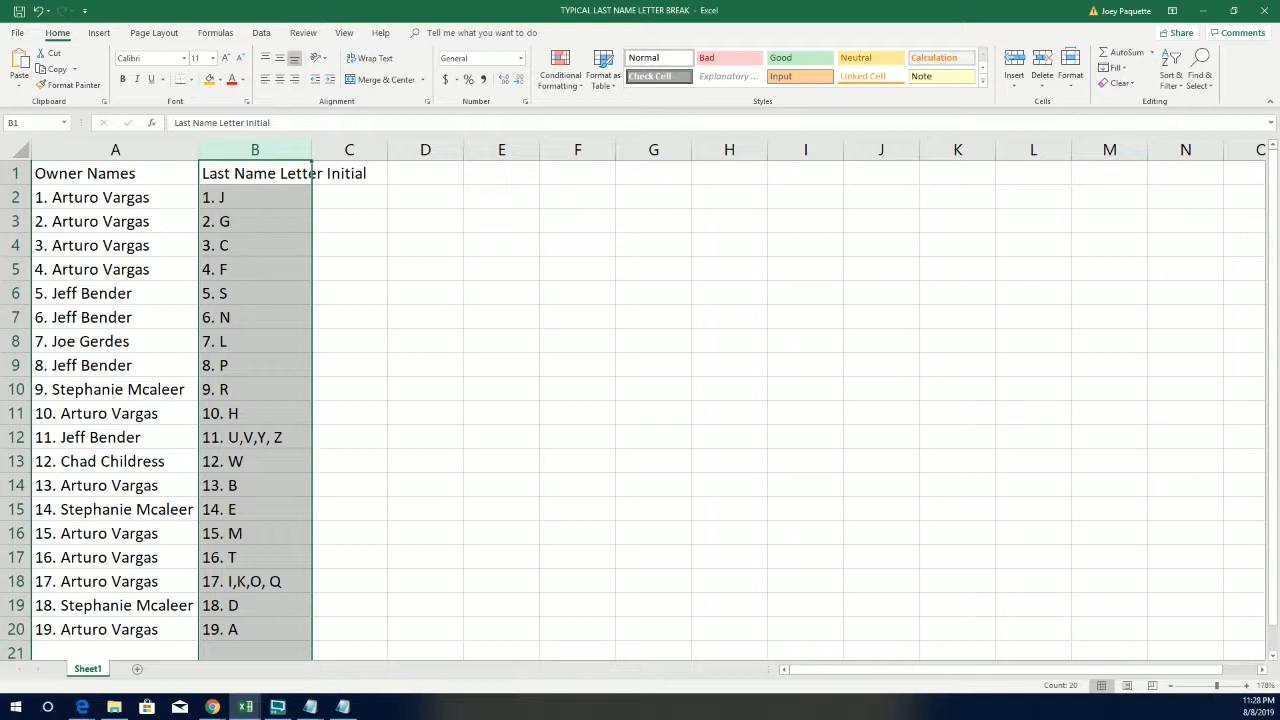 TYPICAL LAST NAME LETTER BREAK - Excel
Joey Paquette
File Home Insert Draw Page Layout Formulas Data Review View Help Tell me what you want to do
Share Comments
Paste Cut Copy Format Painter
Calibri 11
B I U
Wrap Text
Merge & Center
General
$ % 9
Conditional Formatting Format as Table
Normal Bad Good Neutral Calculation
Check Cell Explanatory ... Input Linked Cell Note
Insert Delete Format
AutoSum
Fill
Clear
Sort & Filter Find & Select
Clipboard Font Alignment Number Styles Cells Editing
B1 fx Last Name Letter Initial
A B C D E F G H I J K L M N
1 Owner Names Last Name Letter Initial
2 1. Arturo Vargas 1. J
3 2. Arturo Vargas 2. G
4 3. Arturo Vargas 3. C
5 4. Arturo Vargas 4. F
6 5. Jeff Bender 5. S
7 6. Jeff Bender 6. N
8 7. Joe Gerdes 7. L
9 8. Jeff Bender 8. P
10 9. Stephanie Mcaleer 9. R
11 10. Arturo Vargas 10. H
12 11. Jeff Bender 11. U,V,Y, Z
13 12. Chad Childress 12. W
14 13. Arturo Vargas 13. B
15 14. Stephanie Mcaleer 14. E
16 15. Arturo Vargas 15. M
17 16. Arturo Vargas 16. T
18 17. Arturo Vargas 17. I,K,O, Q
19 18. Stephanie Mcaleer 18. D
20 19. Arturo Vargas 19. A
21
Sheet1
Count: 20 178%
11:28 PM
8/8/2019